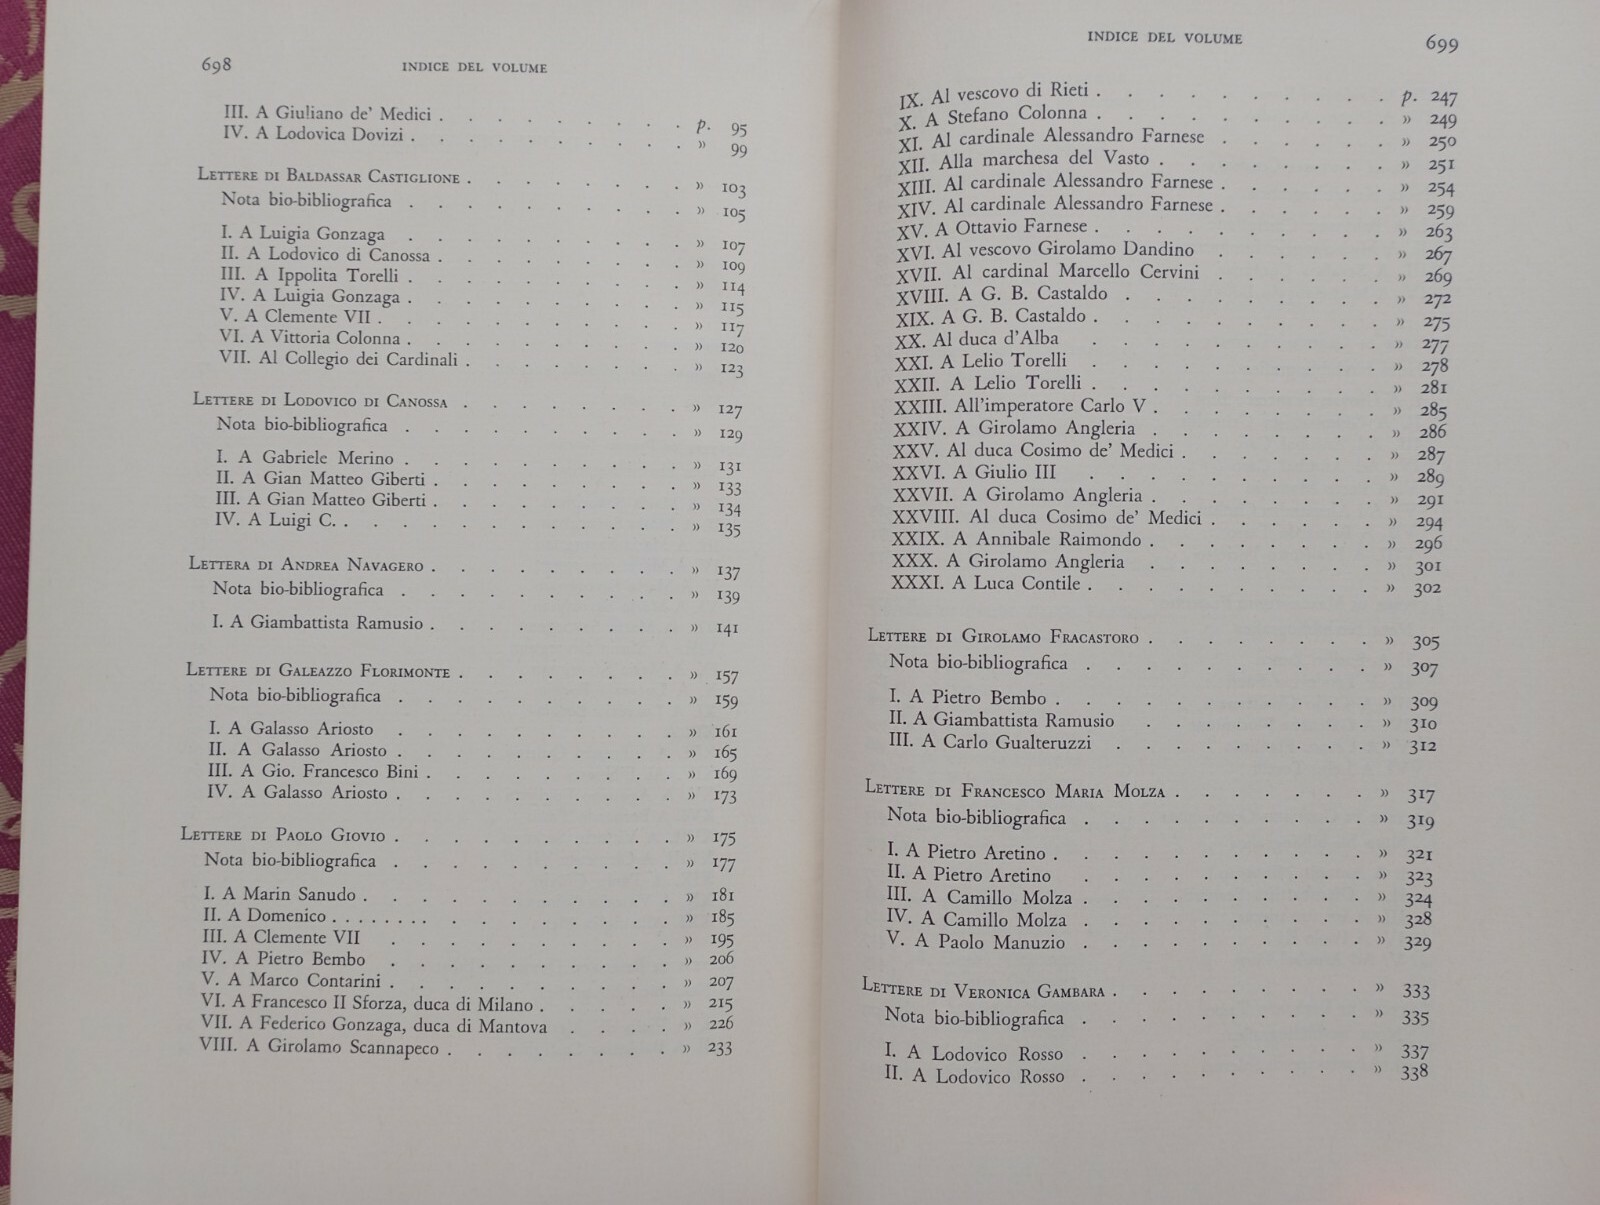 698 INDICE DEL VOLUME
III. A Giuliano de' Medici . . . . . . . . . p. 95
IV. A Lodovica Dovizi . . . . . . . . . . » 99
LETTERE DI BALDASSAR CASTIGLIONE . . . . . . . . » 103
Nota bio-bibliografica . . . . . . . . . . » 105
I. A Luigia Gonzaga . . . . . . . . . . » 107
II. A Lodovico di Canossa . . . . . . . . . » 109
III. A Ippolita Torelli . . . . . . . . . . » 114
IV. A Luigia Gonzaga . . . . . . . . . . » 115
V. A Clemente VII . . . . . . . . . . . » 117
VI. A Vittoria Colonna . . . . . . . . . . » 120
VII. Al Collegio dei Cardinali . . . . . . . . » 123
LETTERE DI LODOVICO DI CANOSSA . . . . . . . . » 127
Nota bio-bibliografica . . . . . . . . . . » 129
I. A Gabriele Merino . . . . . . . . . . » 131
II. A Gian Matteo Giberti . . . . . . . . . » 133
III. A Gian Matteo Giberti . . . . . . . . . » 134
IV. A Luigi C. . . . . . . . . . . . . » 135
LETTERA DI ANDREA NAVAGERO . . . . . . . . . » 137
Nota bio-bibliografica . . . . . . . . . . » 139
I. A Giambattista Ramusio . . . . . . . . . » 141
LETTERE DI GALEAZZO FLORIMONTE . . . . . . . . » 157
Nota bio-bibliografica . . . . . . . . . . » 159
I. A Galasso Ariosto . . . . . . . . . . » 161
II. A Galasso Ariosto . . . . . . . . . . » 165
III. A Gio. Francesco Bini . . . . . . . . . » 169
IV. A Galasso Ariosto . . . . . . . . . . » 173
LETTERE DI PAOLO GIOVIO . . . . . . . . . . » 175
Nota bio-bibliografica . . . . . . . . . . » 177
I. A Marin Sanudo . . . . . . . . . . . » 181
II. A Domenico . . . . . . . . . . . . . » 185
III. A Clemente VII . . . . . . . . . . » 195
IV. A Pietro Bembo . . . . . . . . . . » 206
V. A Marco Contarini . . . . . . . . . . » 207
VI. A Francesco II Sforza, duca di Milano . . . . . » 215
VII. A Federico Gonzaga, duca di Mantova . . . . » 226
VIII. A Girolamo Scannapeco . . . . . . . . » 233
INDICE DEL VOLUME 699
IX. Al vescovo di Rieti . . . . . . . . . . p. 247
X. A Stefano Colonna . . . . . . . . . . » 249
XI. Al cardinale Alessandro Farnese . . . . . . » 250
XII. Alla marchesa del Vasto . . . . . . . . » 251
XIII. Al cardinale Alessandro Farnese . . . . . . » 254
XIV. Al cardinale Alessandro Farnese . . . . . . » 259
XV. A Ottavio Farnese . . . . . . . . . . » 263
XVI. Al vescovo Girolamo Dandino . . . . . . » 267
XVII. Al cardinal Marcello Cervini . . . . . . » 269
XVIII. A G. B. Castaldo . . . . . . . . . » 272
XIX. A G. B. Castaldo . . . . . . . . . . » 275
XX. Al duca d'Alba . . . . . . . . . . » 277
XXI. A Lelio Torelli . . . . . . . . . . » 278
XXII. A Lelio Torelli . . . . . . . . . . » 281
XXIII. All'imperatore Carlo V . . . . . . . . » 285
XXIV. A Girolamo Angleria . . . . . . . . » 286
XXV. Al duca Cosimo de' Medici . . . . . . . » 287
XXVI. A Giulio III . . . . . . . . . . » 289
XXVII. A Girolamo Angleria . . . . . . . . » 291
XXVIII. Al duca Cosimo de' Medici . . . . . . » 294
XXIX. A Annibale Raimondo . . . . . . . . » 296
XXX. A Girolamo Angleria . . . . . . . . » 301
XXXI. A Luca Contile . . . . . . . . . . » 302
LETTERE DI GIROLAMO FRACASTORO . . . . . . . . » 305
Nota bio-bibliografica . . . . . . . . . . » 307
I. A Pietro Bembo . . . . . . . . . . . » 309
II. A Giambattista Ramusio . . . . . . . . » 310
III. A Carlo Gualteruzzi . . . . . . . . . » 312
LETTERE DI FRANCESCO MARIA MOLZA . . . . . . . » 317
Nota bio-bibliografica . . . . . . . . . . » 319
I. A Pietro Aretino . . . . . . . . . . . » 321
II. A Pietro Aretino . . . . . . . . . . » 323
III. A Camillo Molza . . . . . . . . . . » 324
IV. A Camillo Molza . . . . . . . . . . » 328
V. A Paolo Manuzio . . . . . . . . . . » 329
LETTERE DI VERONICA GAMBARA . . . . . . . . . » 333
Nota bio-bibliografica . . . . . . . . . . » 335
I. A Lodovico Rosso . . . . . . . . . . » 337
II. A Lodovico Rosso . . . . . . . . . . » 338